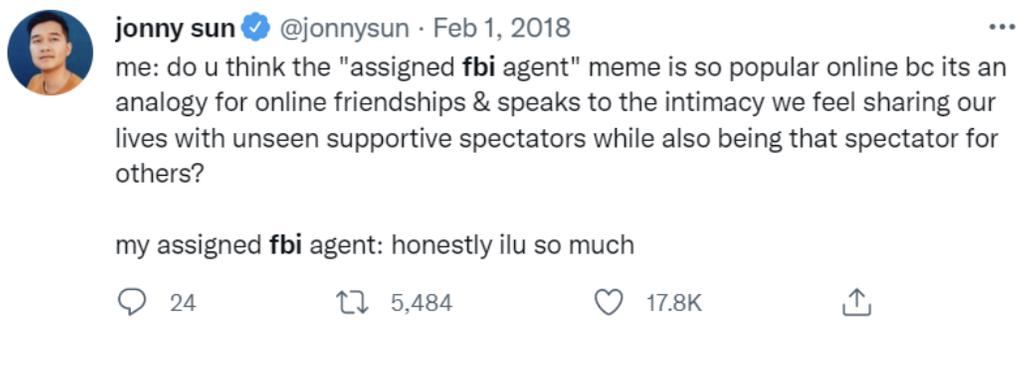 jonny sun @jonnysun · Feb 1, 2018
me: do u think the "assigned fbi agent" meme is so popular online bc its an
analogy for online friendships & speaks to the intimacy we feel sharing our
lives with unseen supportive spectators while also being that spectator for
others?
my assigned fbi agent: honestly ilu so much
24 5,484 17.8K